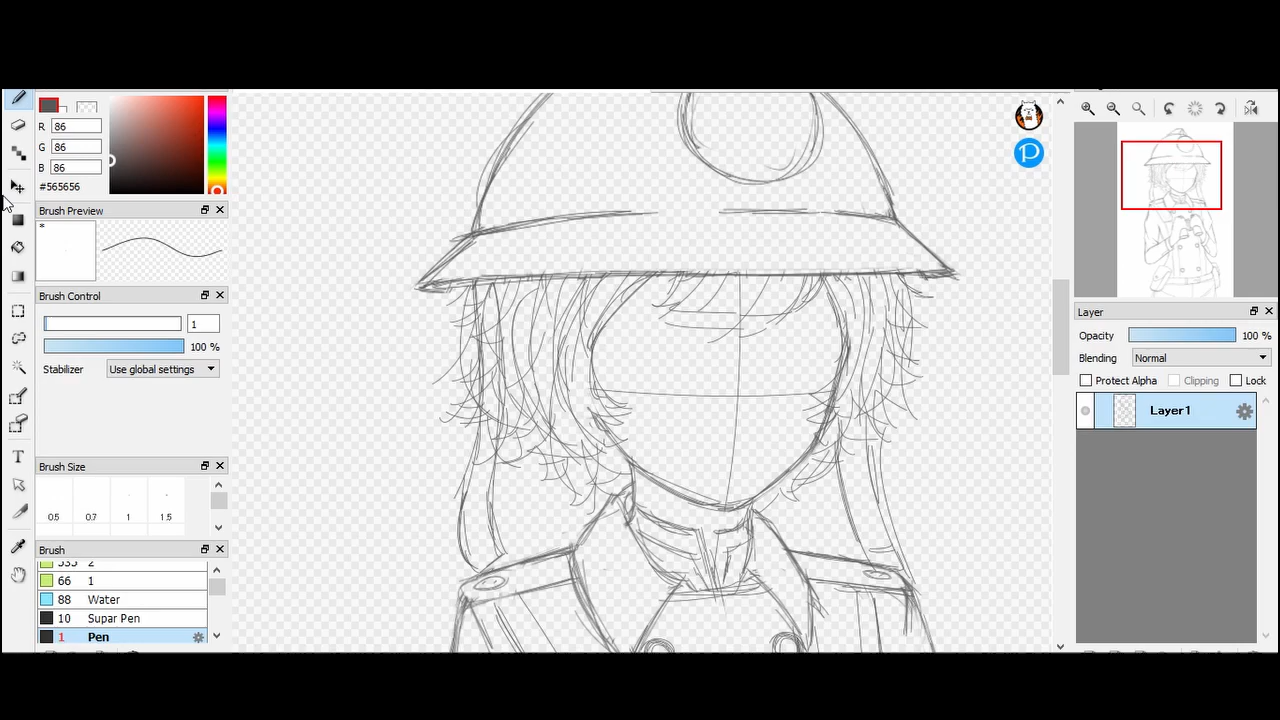 R 86
G 86
B 86
#565656
Brush Preview
*
Brush Control
1
100 %
Stabilizer Use global settings
Brush Size
0.5 0.7 1 1.5
Brush
535 2
66 1
88 Water
10 Supar Pen
1 Pen
T
P
Layer
Opacity 100 %
Blending Normal
Protect Alpha Clipping Lock
Layer1